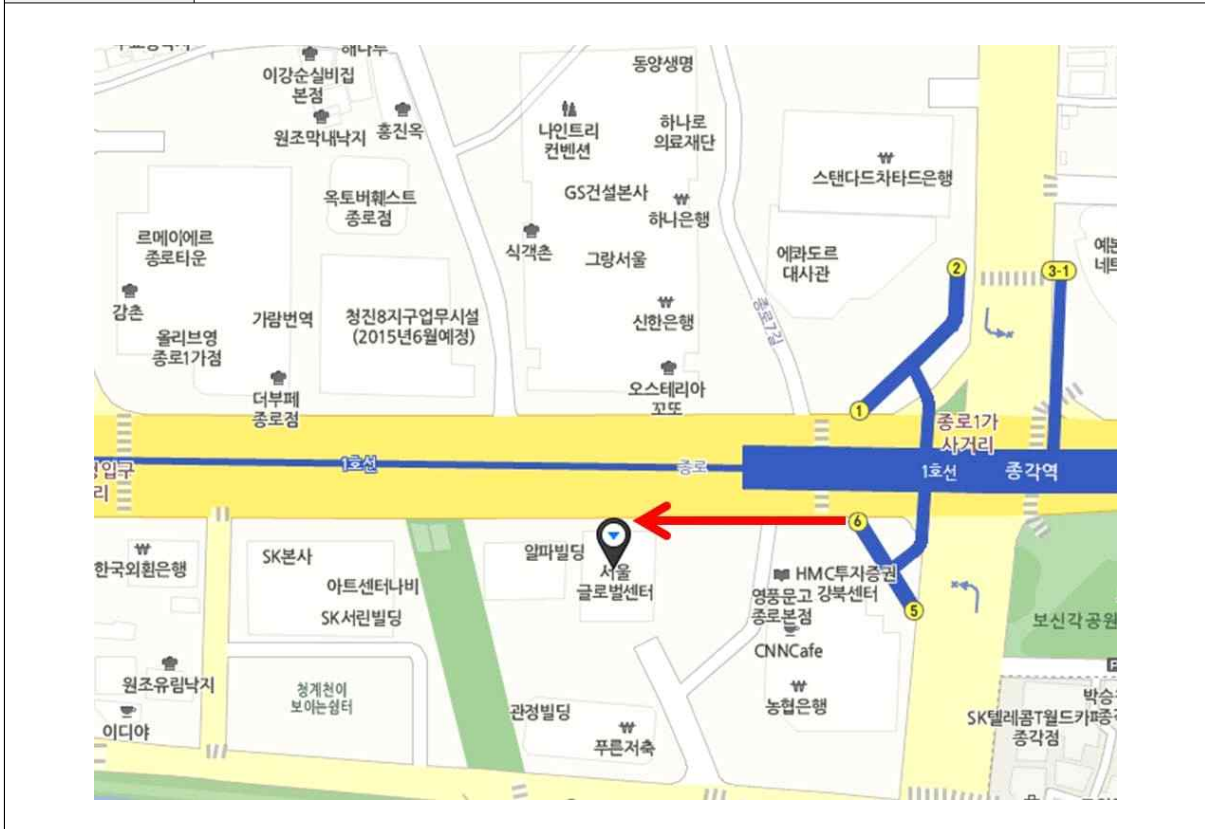 해나루
이강순실비집
본점
원조막내낙지
홍진옥
동양생명
나인트리
컨벤션
하나로
의료재단
스탠다드차타드은행
옥토버훼스트
종로점
GS건설본사
하나은행
르메이에르
종로타운
식객촌
그랑서울
에콰도르
대사관
2
3-1
감촌
가람번역
청진8지구업무시설
(2015년6월예정)
신한은행
종로7길
올리브영
종로1가점
더부페
종로점
오스테리아
꼬또
1
종로1가
사거리
1호선
종로
1호선
종각역
6
한국외환은행
SK본사
알파빌딩
서울
글로벌센터
HMC투자증권
강북센터
아트센터나비
영풍문고
종로본점
5
SK서린빌딩
보신각공원
CNNCafe
원조유림낙지
청계천이
보이는쉼터
농협은행
관정빌딩
이디야
푸른저축
SK텔레콤T월드카페종각
종각점